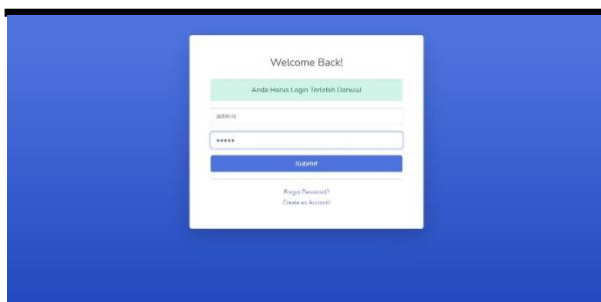 Welcome Back!
Anda Harus Login Terlebih Dahulu!
admin
*****
Submit
Forgot Password?
Create an Account!